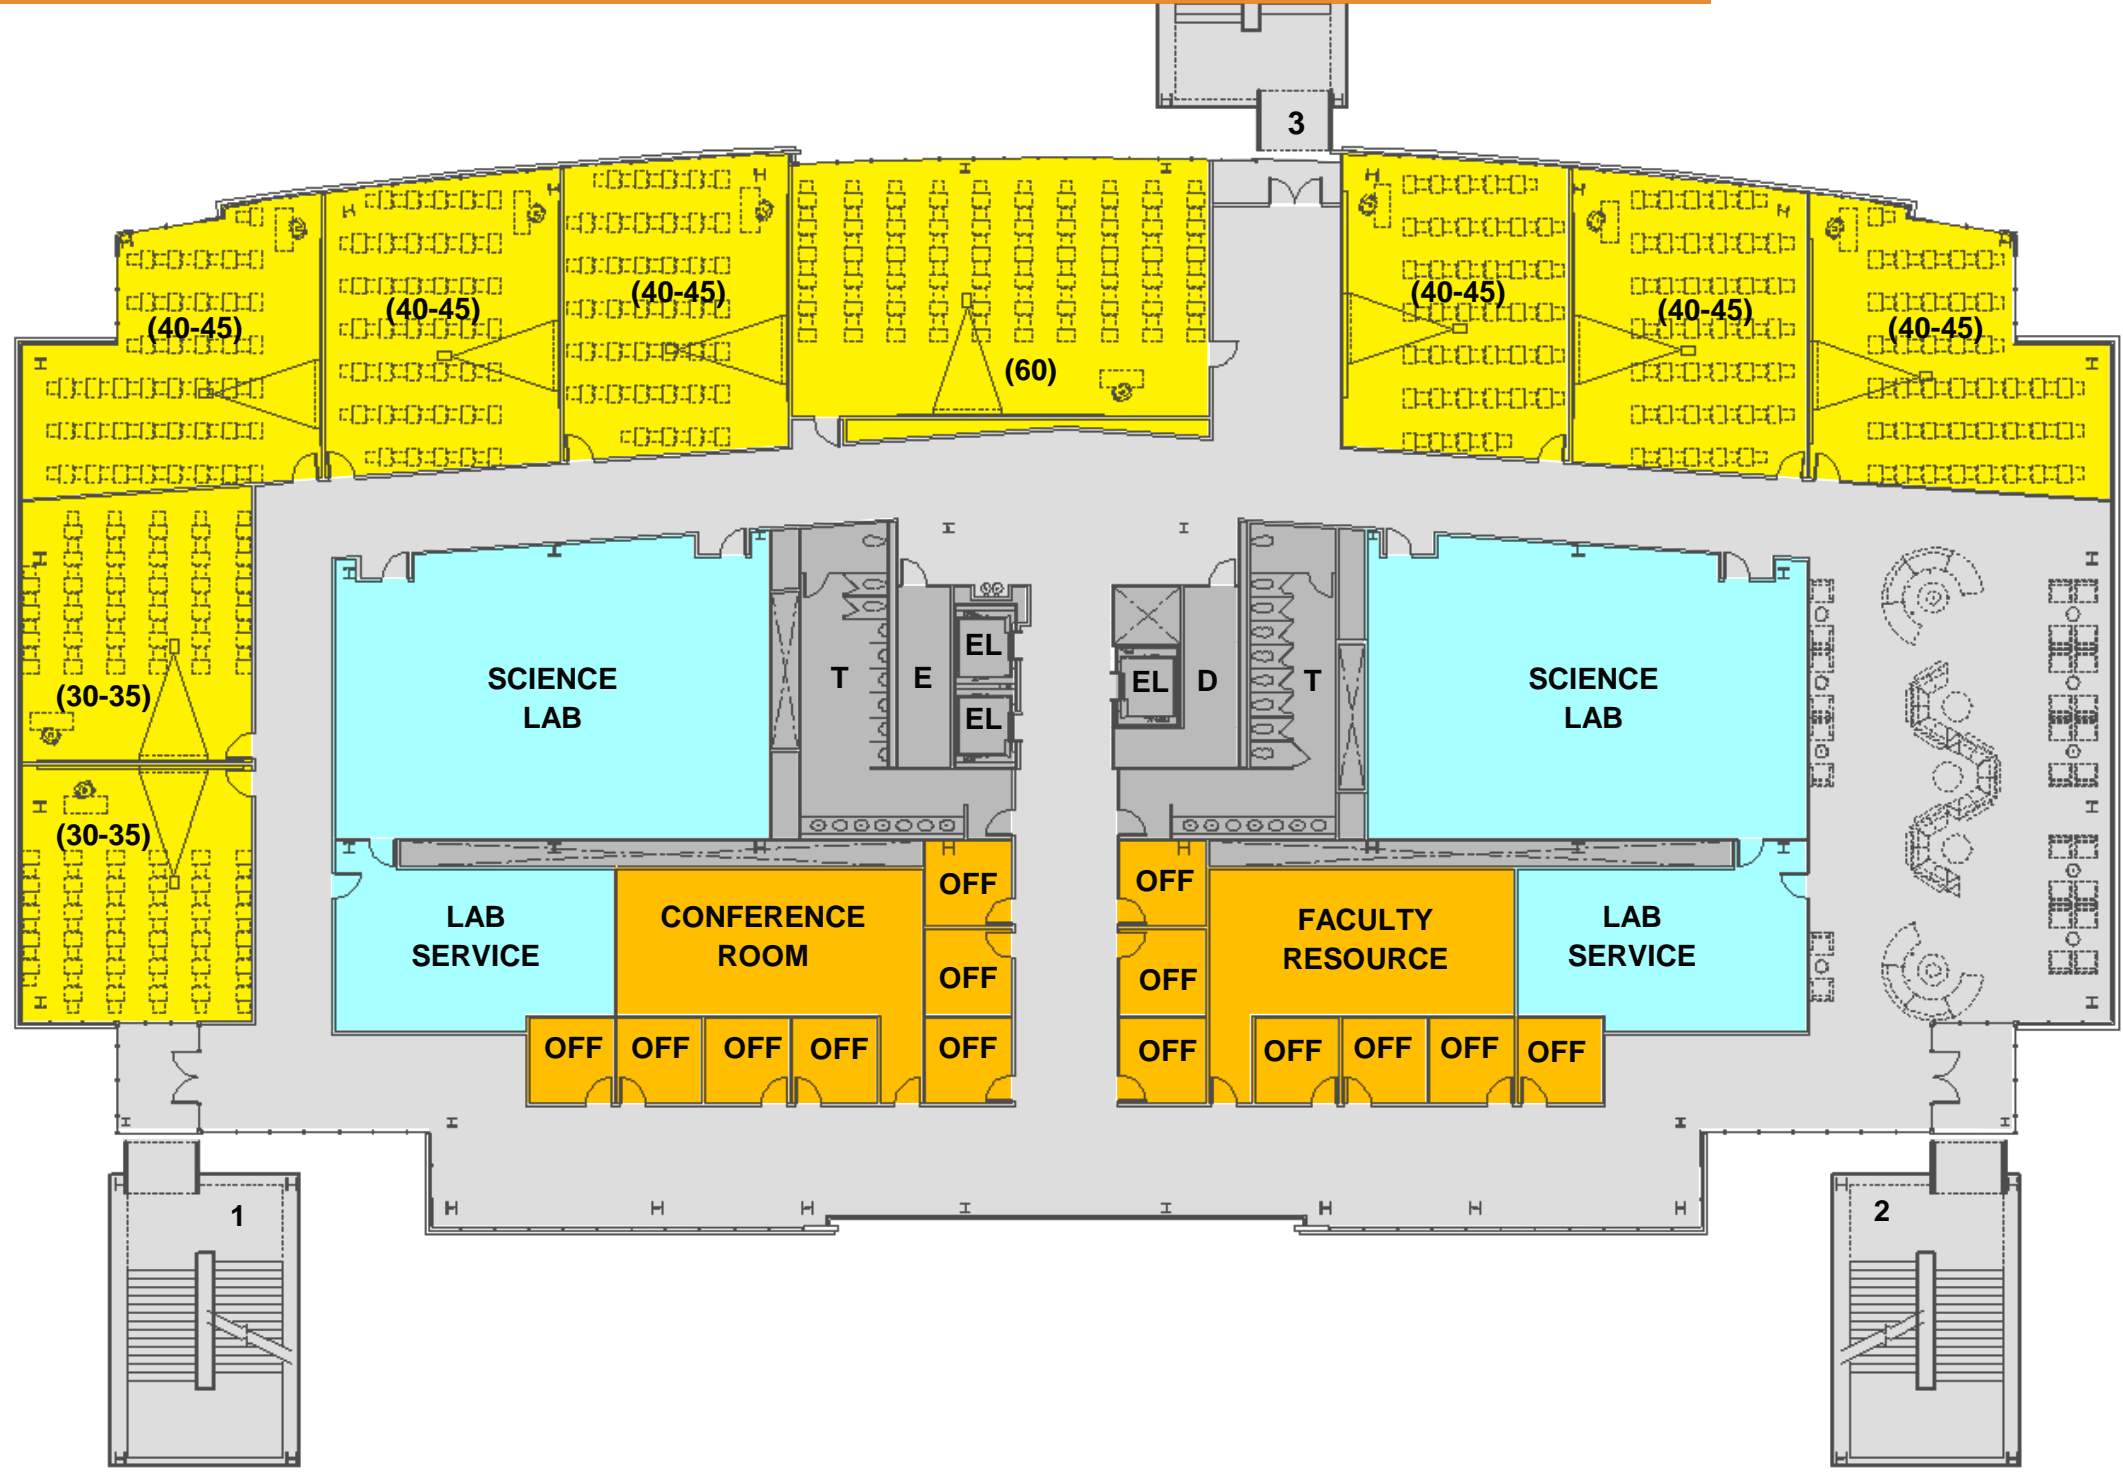 3
(40-45)
(40-45)
(40-45)
(60)
(40-45)
(40-45)
(40-45)
(30-35)
(30-35)
SCIENCE
LAB
T
E
EL
EL
EL
D
T
SCIENCE
LAB
LAB
SERVICE
CONFERENCE
ROOM
OFF
OFF
OFF
OFF
OFF
OFF
OFF
OFF
OFF
OFF
FACULTY
RESOURCE
LAB
SERVICE
OFF
OFF
OFF
OFF
1
2